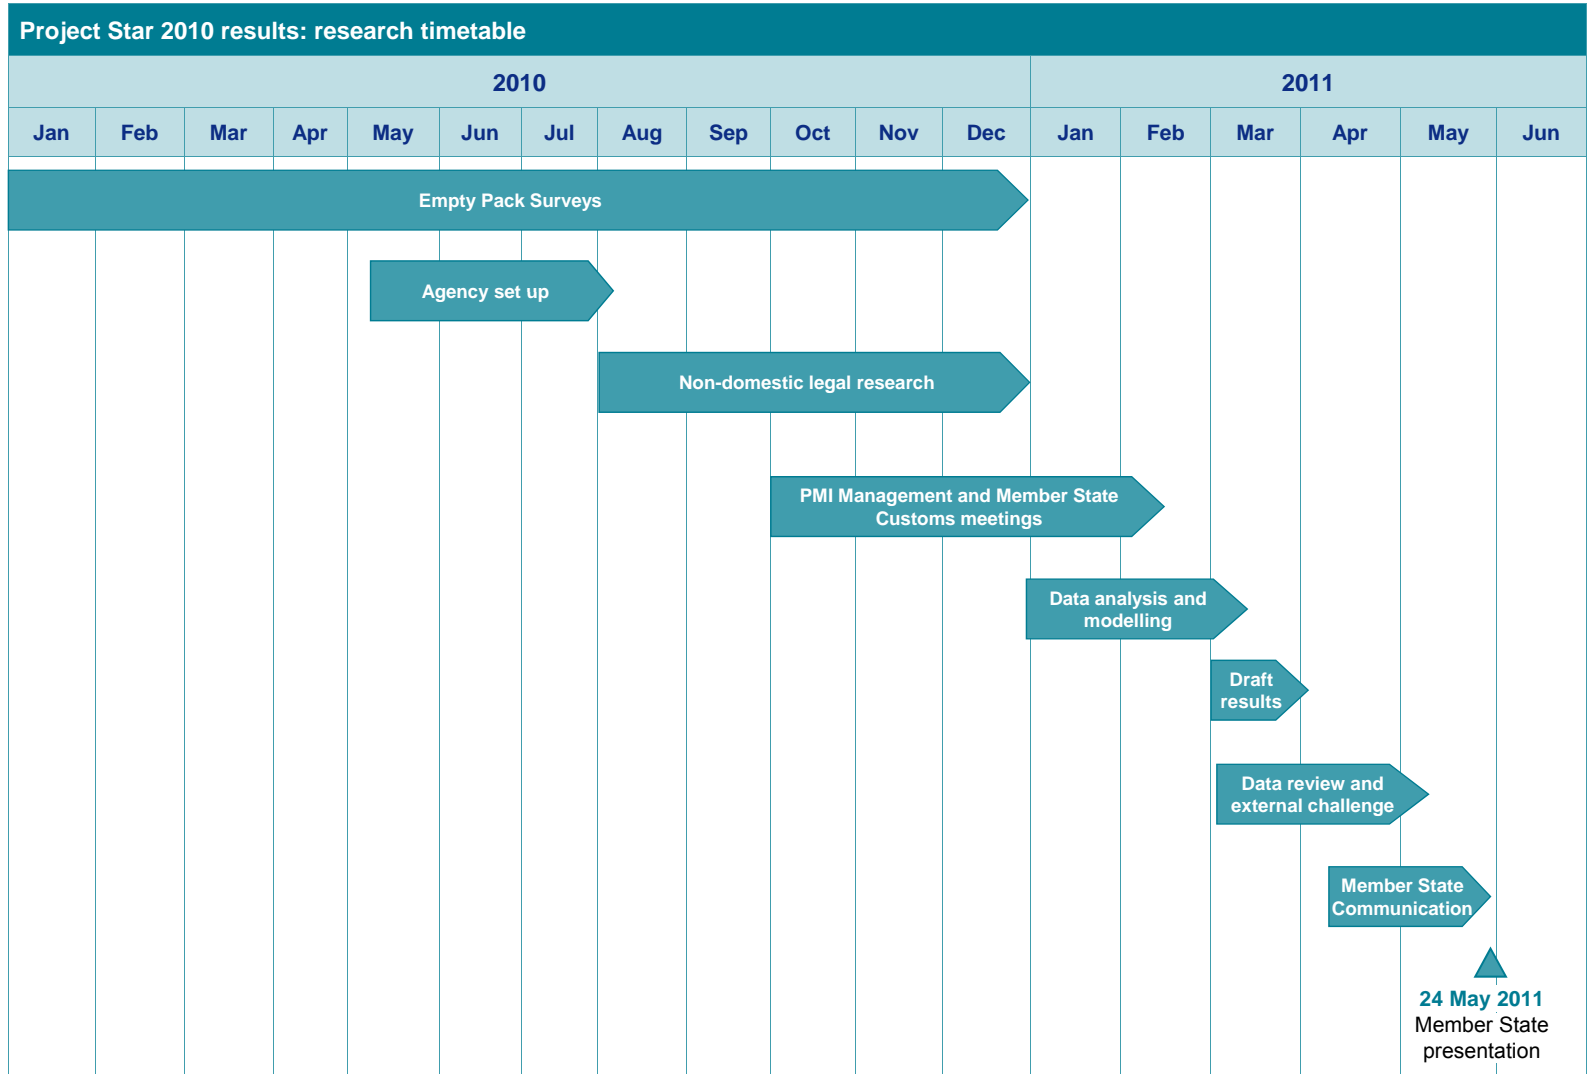 Project Star 2010 results: research timetable
2010
2011
Jan
Feb
Mar
Apr
May
Jun
Jul
Aug
Sep
Oct
Nov
Dec
Jan
Feb
Mar
Apr
May
Jun
Empty Pack Surveys
Agency set up
Non-domestic legal research
PMI Management and Member State
Customs meetings
Data analysis and
modelling
Draft
results
Data review and
external challenge
Member State
Communication
24 May 2011
Member State
presentation